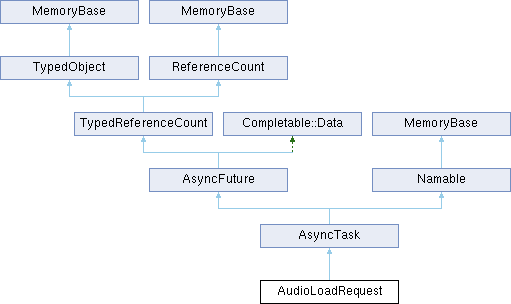 MemoryBase
MemoryBase
TypedObject
ReferenceCount
TypedReferenceCount
Completable::Data
MemoryBase
AsyncFuture
Namable
AsyncTask
AudioLoadRequest